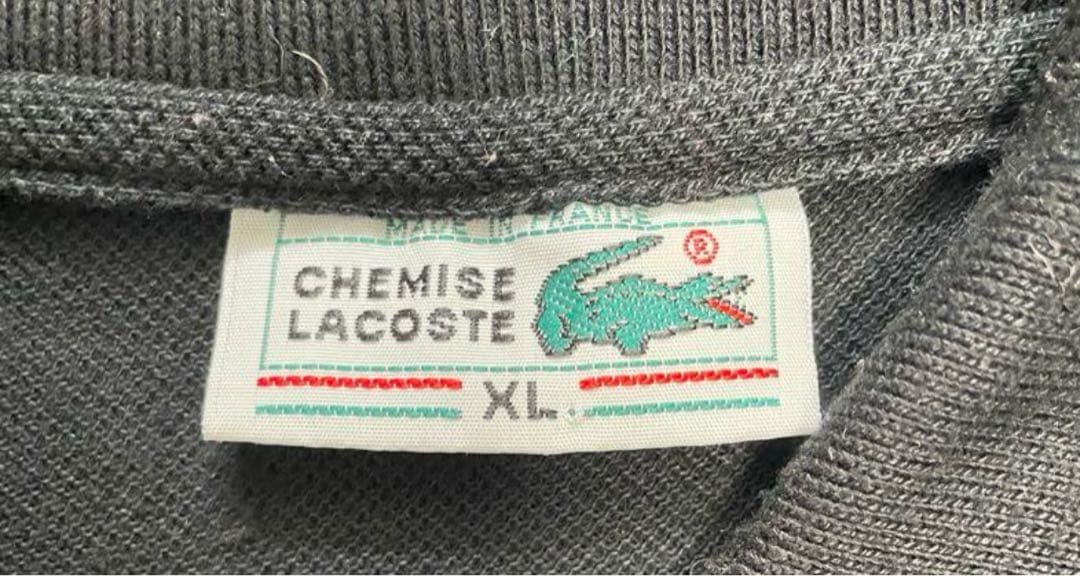 MADE IN FRANCE
CHEMISE
LACOSTE
®
XL